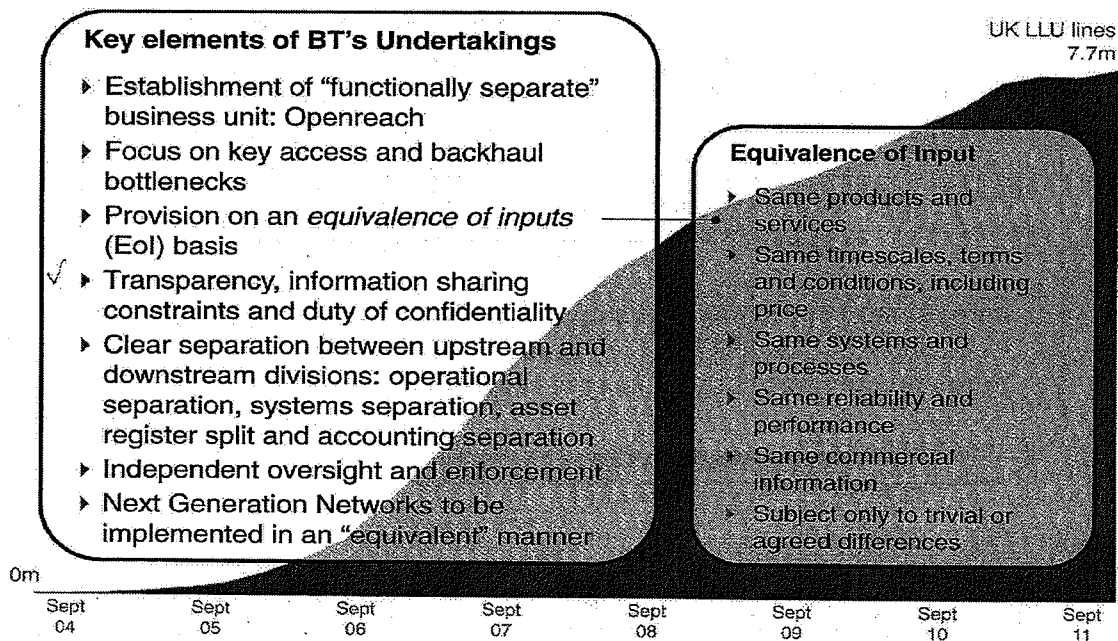 UK LLU lines
7.7m
Key elements of BT's Undertakings
Establishment of "functionally separate"
business unit: Openreach
Focus on key access and backhaul
bottlenecks
Provision on an equivalence of inputs
(EoI) basis
Transparency, information sharing
constraints and duty of confidentiality
Clear separation between upstream and
downstream divisions: operational
separation, systems separation, asset
register split and accounting separation
Independent oversight and enforcement
Next Generation Networks to be
implemented in an "equivalent" manner
Equivalence of Input
Same products and
services
Same timescales, terms
and conditions, including
price
Same systems and
processes
Same reliability and
performance
Same commercial
information
Subject only to trivial or
agreed differences
0m
Sept
04
Sept
05
Sept
06
Sept
07
Sept
08
Sept
09
Sept
10
Sept
11